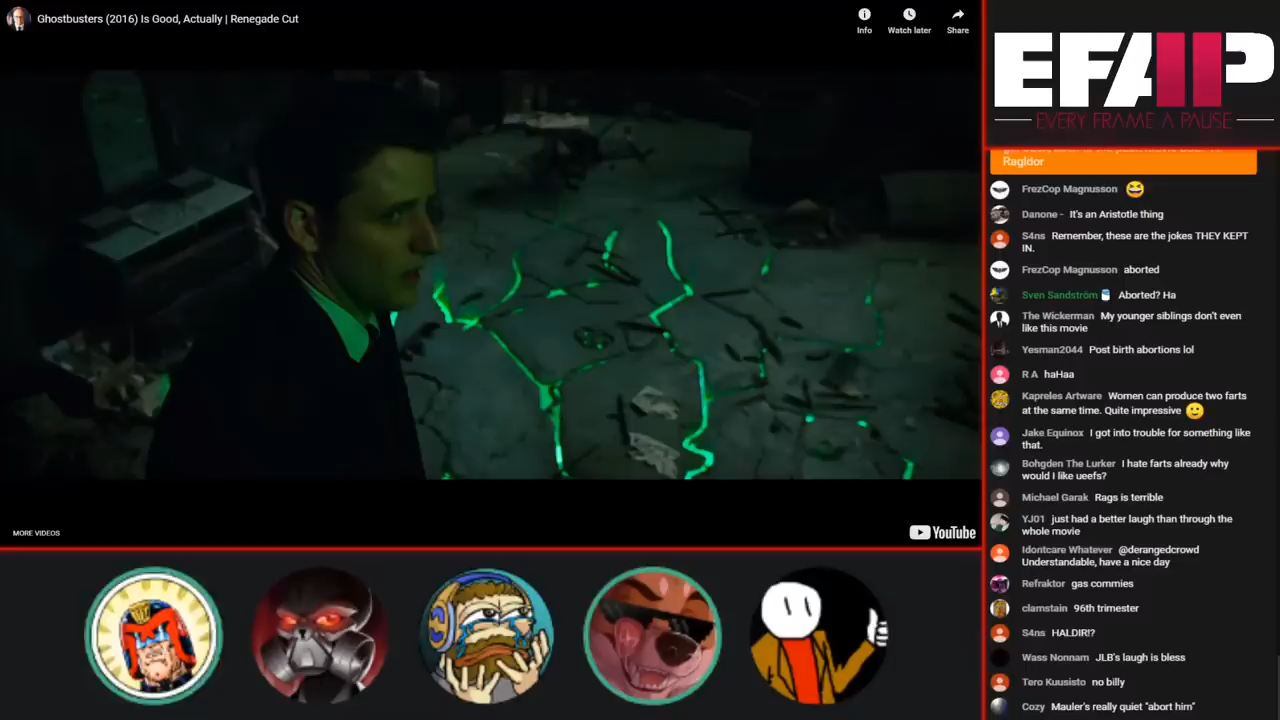 Ghostbusters (2016) Is Good, Actually | Renegade Cut
Info
Watch later
Share
MORE VIDEOS
YouTube
EFAP
EVERY FRAME A PAUSE
Ragldor
FrezCop Magnusson 😆
Danone - It's an Aristotle thing
S4ns Remember, these are the jokes THEY KEPT
IN.
FrezCop Magnusson aborted
Sven Sandström🥛 Aborted? Ha
The Wickerman My younger siblings don't even
like this movie
Yesman2044 Post birth abortions lol
R A haHaa
Kapreles Artware Women can produce two farts
at the same time. Quite impressive 🙂
Jake Equinox I got into trouble for something like
that.
Bohgden The Lurker I hate farts already why
would I like ueefs?
Michael Garak Rags is terrible
YJ01 just had a better laugh than through the
whole movie
Idontcare Whatever @derangedcrowd
Understandable, have a nice day
Refraktor gas commies
clamstain 96th trimester
S4ns HALDIR!?
Wass Nonnam JLB's laugh is bless
Tero Kuusisto no billy
Cozy Mauler's really quiet "abort him"